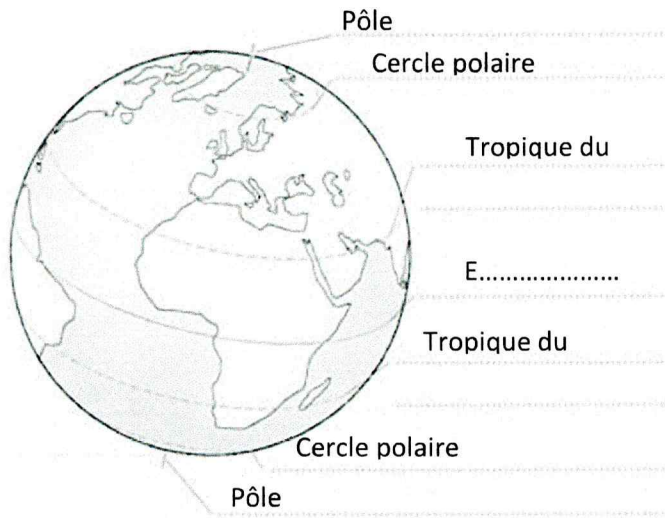 Pôle
Cercle polaire
Tropique du
E.....................
Tropique du
Cercle polaire
Pôle